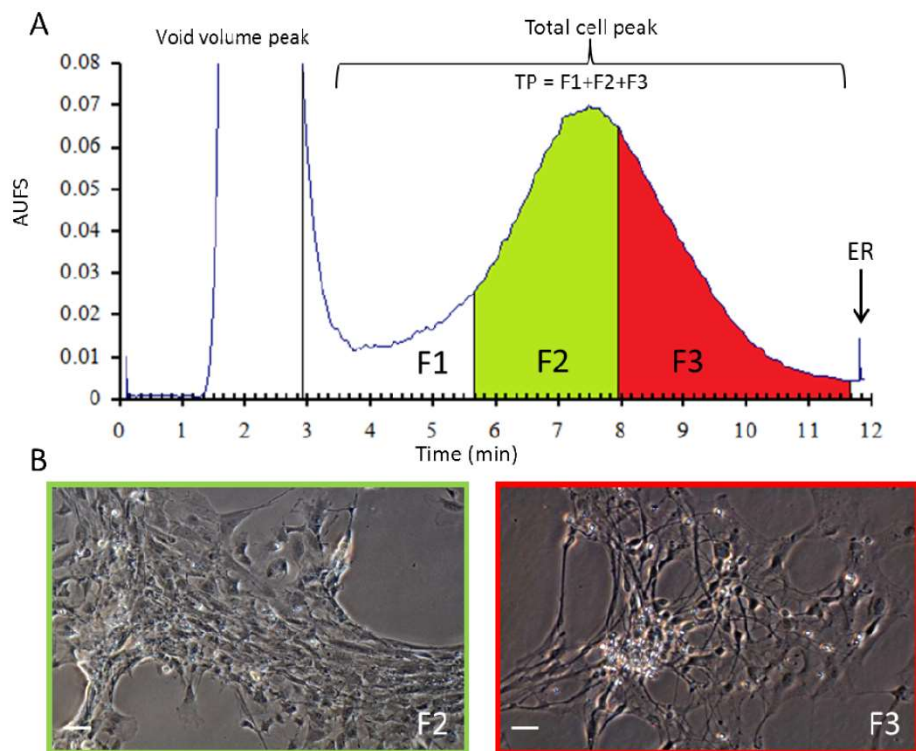 A
Void volume peak
Total cell peak
TP = F1+F2+F3
0.08
0.07
0.06
0.05
0.04
0.03
0.02
0.01
0
AUFS
ER
F1
F2
F3
0 1 2 3 4 5 6 7 8 9 10 11 12
Time (min)
B
F2
F3